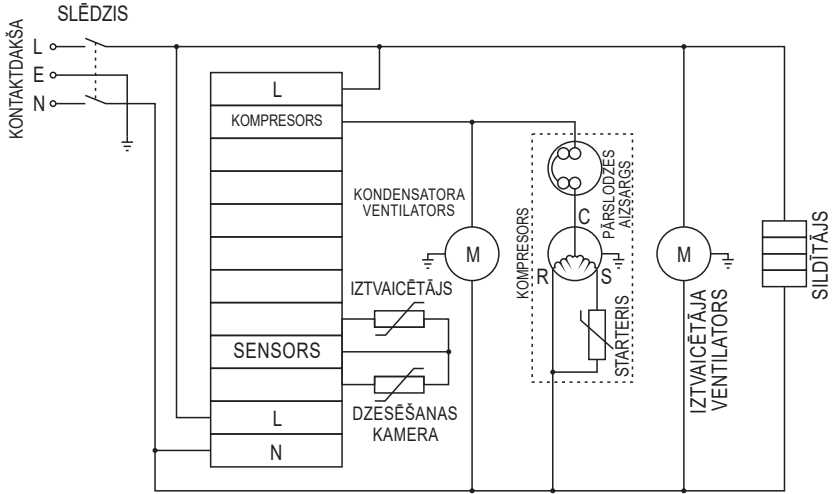 SLĒDZIS
KONTAKTDAKŠA
L
E
N
L
KOMPRESORS
SENSORS
L
N
KONDENSATORA
VENTILATORS
M
IZTVAICĒTĀJS
DZESĒŠANAS
KAMERA
KOMPRESORS
PĀRSLODZES
AIZSARGS
C
R
S
STARTERIS
M
IZTVAICĒTĀJA
VENTILATORS
SILDĪTĀJS